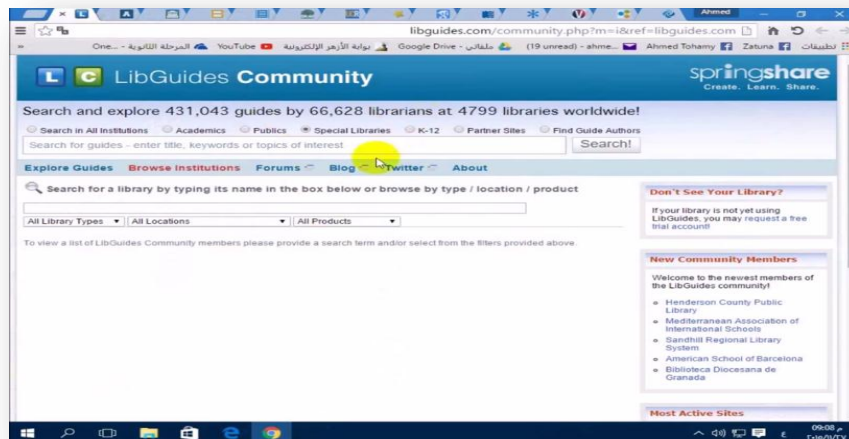 Ahmed
libguides.com/community.php?m=i&ref=libguides.com
One... - المرحلة الثانوية
YouTube
بوابة الأزهر الإلكترونية
Google Drive - ملفاتي
(19 unread) - ahme...
Ahmed Tohamy
Zatuna
تطبيقات
L C LibGuides Community
springshare
Create. Learn. Share.
Search and explore 431,043 guides by 66,628 librarians at 4799 libraries worldwide!
Search in All Institutions Academics Publics Special Libraries K-12 Partner Sites Find Guide Authors
Search for guides - enter title, keywords or topics of interest Search!
Explore Guides Browse Institutions Forums Blog Twitter About
Search for a library by typing its name in the box below or browse by type / location / product
All Library Types All Locations All Products
To view a list of LibGuides Community members please provide a search term and/or select from the filters provided above.
Don't See Your Library?
If your library is not yet using
LibGuides, you may request a free
trial account!
New Community Members
Welcome to the newest members of
the LibGuides community!
Henderson County Public
Library
Mediterranean Association of
International Schools
Sandhill Regional Library
System
American School of Barcelona
Biblioteca Diocesana de
Granada
Most Active Sites
ع
09:08 م